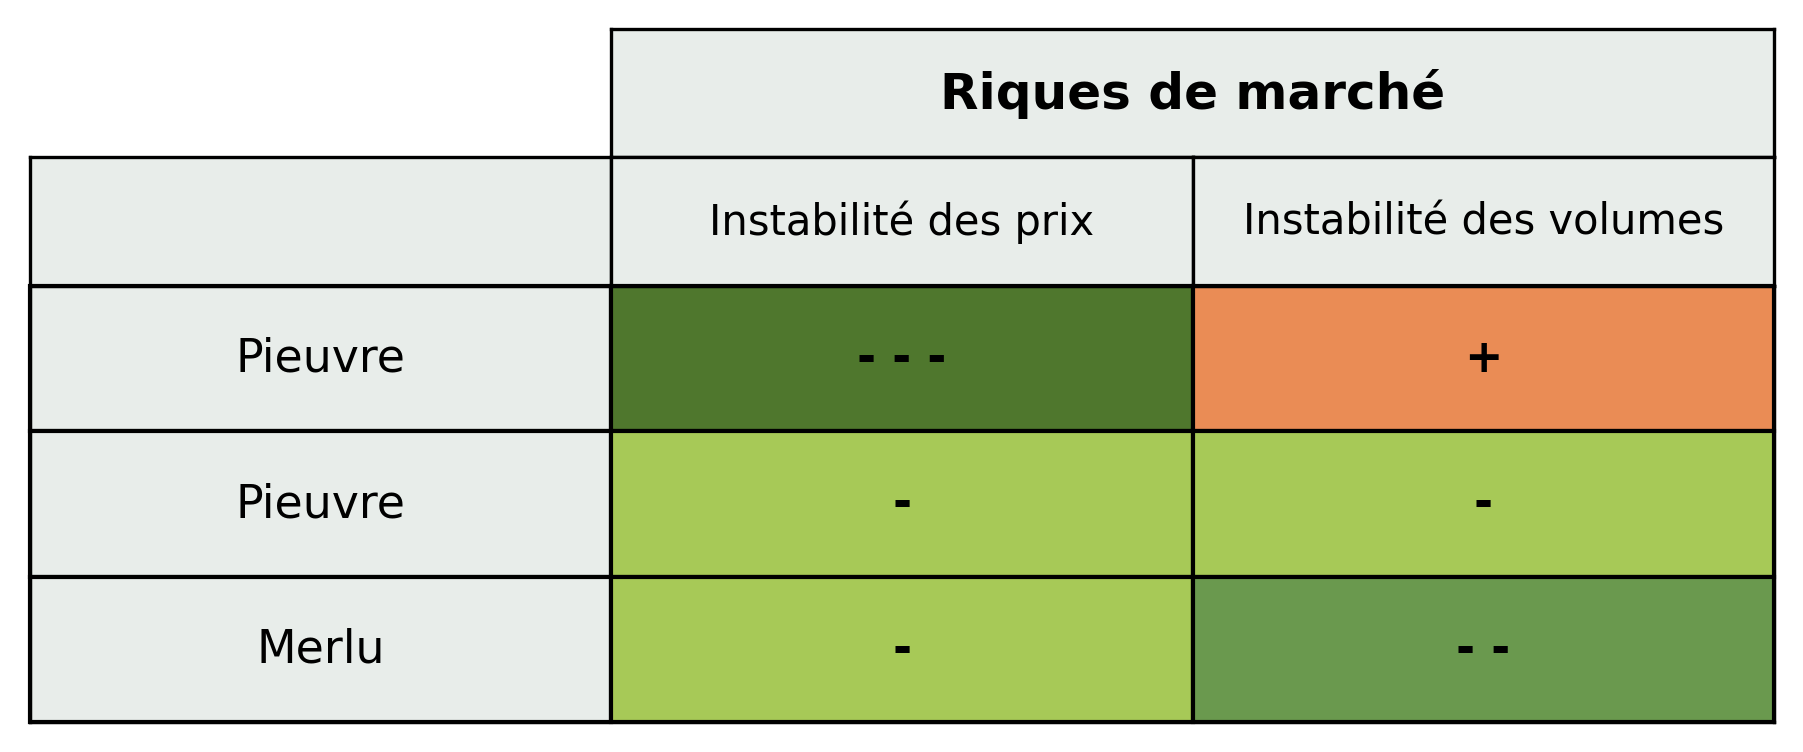 Riques de marché
Instabilité des prix Instabilité des volumes
Pieuvre - - - +
Pieuvre - -
Merlu - - -